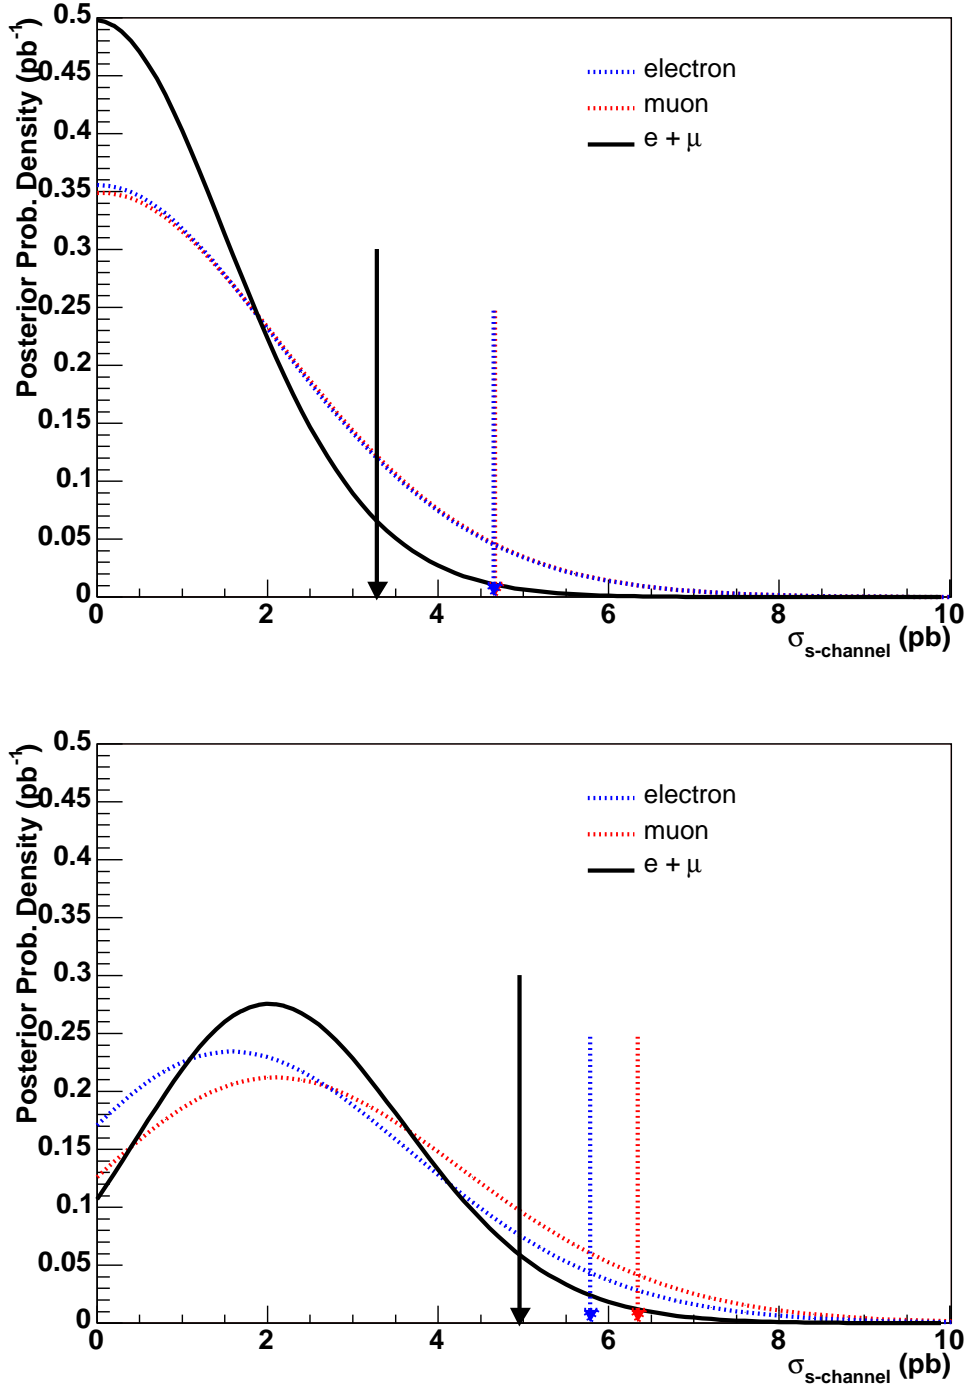 Posterior Prob. Density (pb-1)
0.5
0.45
0.4
0.35
0.3
0.25
0.2
0.15
0.1
0.05
0
electron
muon
e + μ
0 2 4 6 8 10
σs-channel (pb)
Posterior Prob. Density (pb-1)
0.5
0.45
0.4
0.35
0.3
0.25
0.2
0.15
0.1
0.05
0
electron
muon
e + μ
0 2 4 6 8 10
σs-channel (pb)